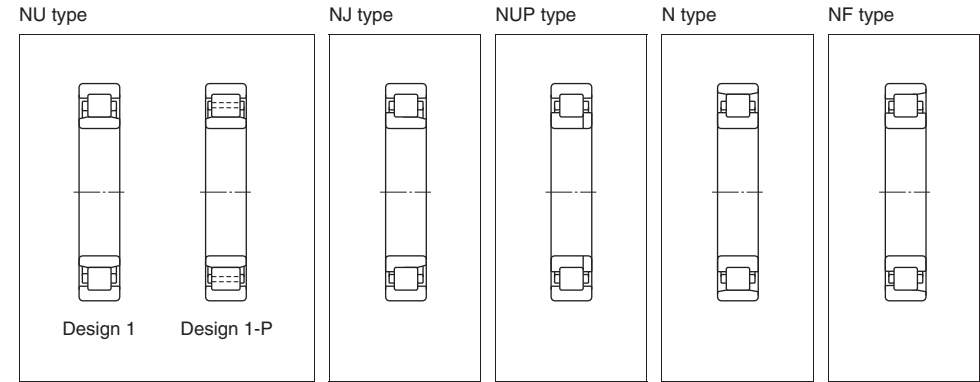 NU type
NJ type
NUP type
N type
NF type
Design 1
Design 1-P